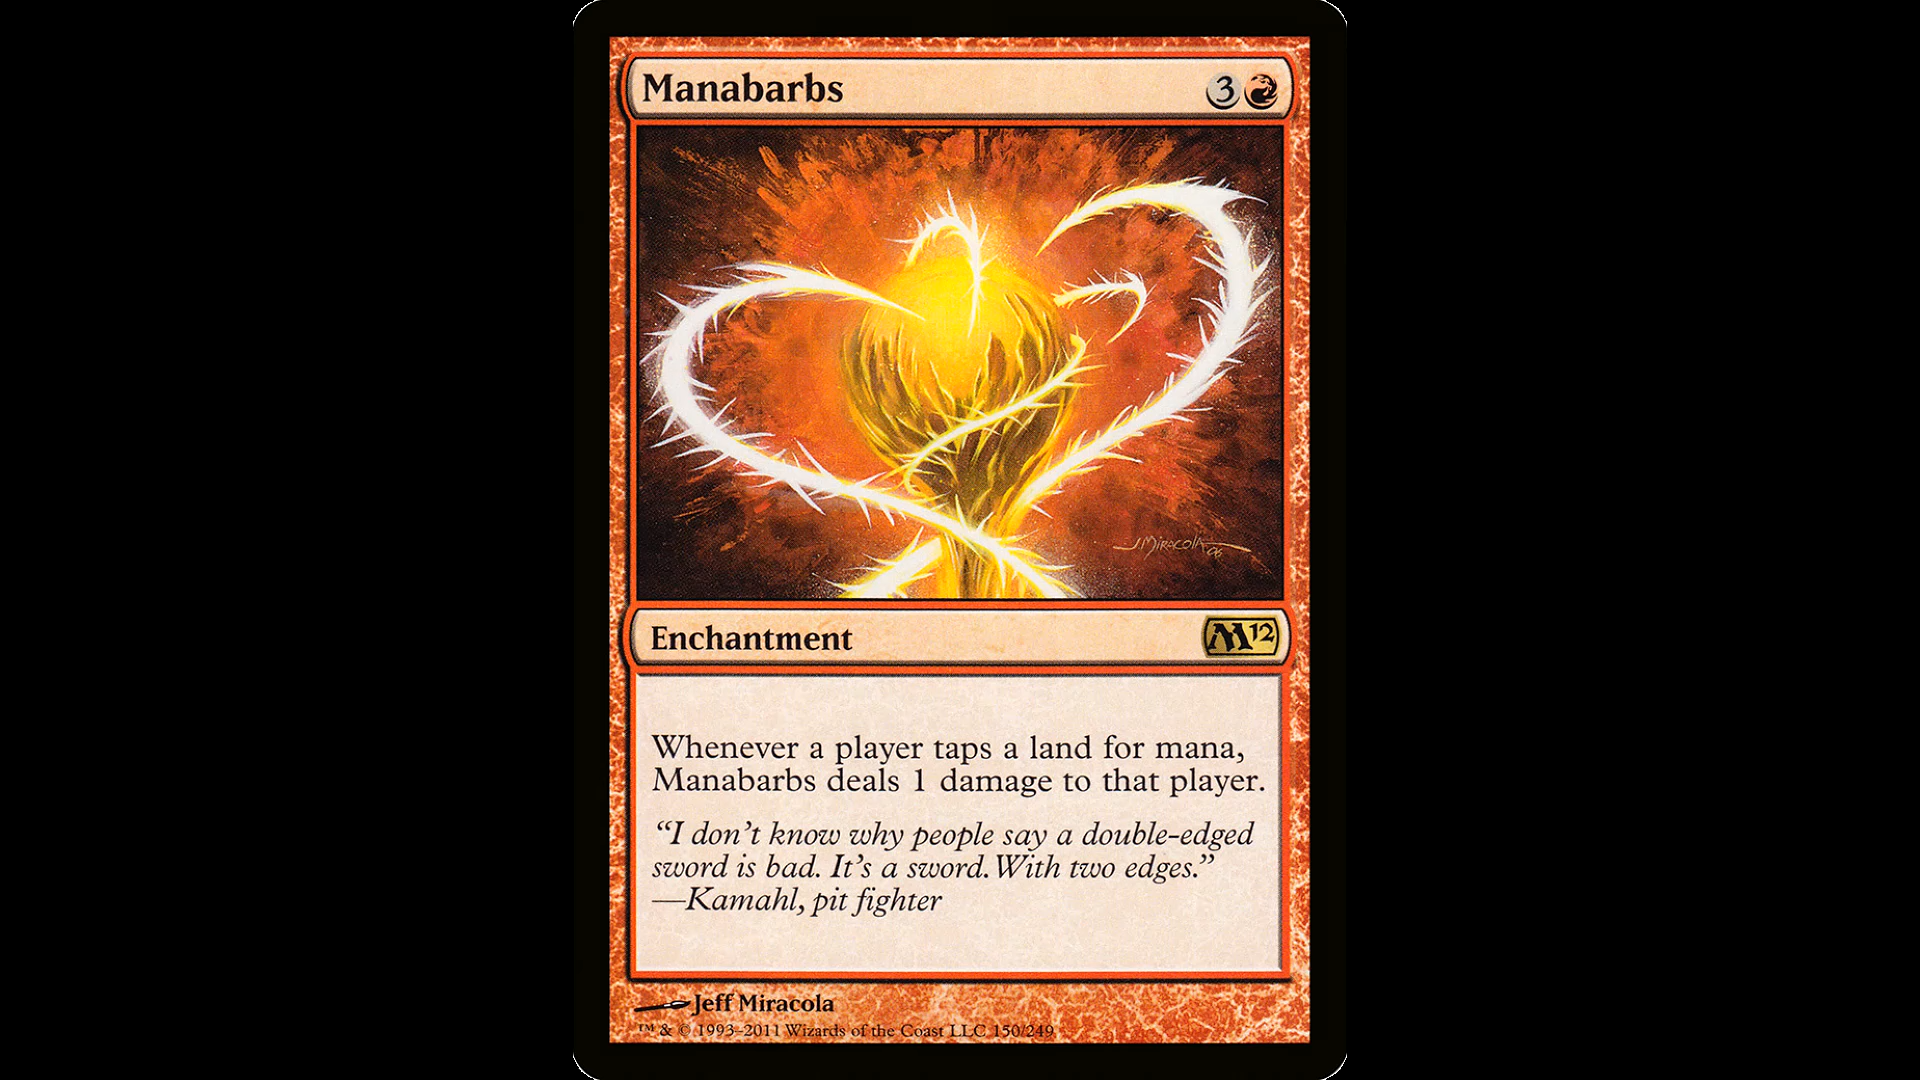 Manabarbs 3
J. Miracola 06
Enchantment M12
Whenever a player taps a land for mana,
Manabarbs deals 1 damage to that player.
“I don’t know why people say a double-edged
sword is bad. It’s a sword. With two edges.”
—Kamahl, pit fighter
Jeff Miracola
™ & © 1993–2011 Wizards of the Coast LLC 150/249